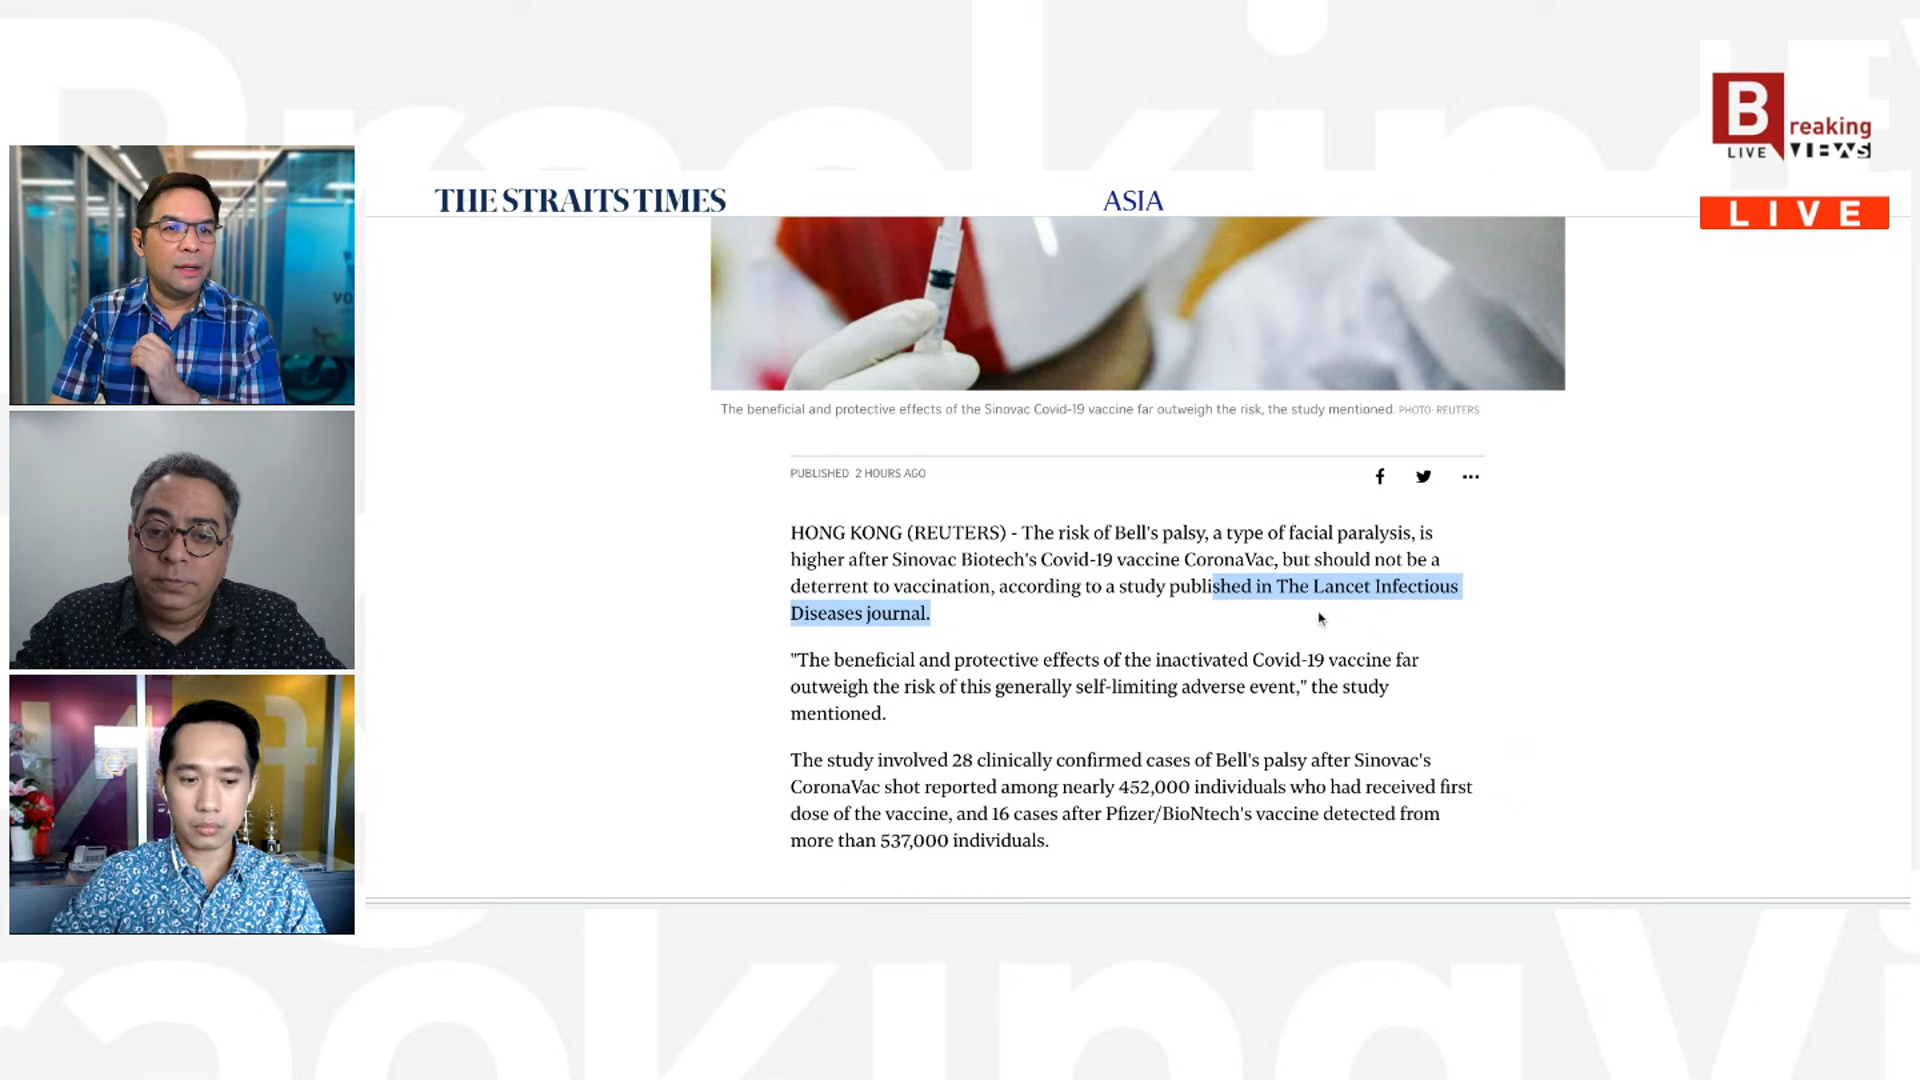 B
reaking
LIVE
VIEWS
LIVE
THE STRAITS TIMES
ASIA
The beneficial and protective effects of the Sinovac Covid-19 vaccine far outweigh the risk, the study mentioned. PHOTO: REUTERS
PUBLISHED 2 HOURS AGO
HONG KONG (REUTERS) - The risk of Bell's palsy, a type of facial paralysis, is
higher after Sinovac Biotech's Covid-19 vaccine CoronaVac, but should not be a
deterrent to vaccination, according to a study published in The Lancet Infectious
Diseases journal.
"The beneficial and protective effects of the inactivated Covid-19 vaccine far
outweigh the risk of this generally self-limiting adverse event," the study
mentioned.
The study involved 28 clinically confirmed cases of Bell's palsy after Sinovac's
CoronaVac shot reported among nearly 452,000 individuals who had received first
dose of the vaccine, and 16 cases after Pfizer/BioNtech's vaccine detected from
more than 537,000 individuals.